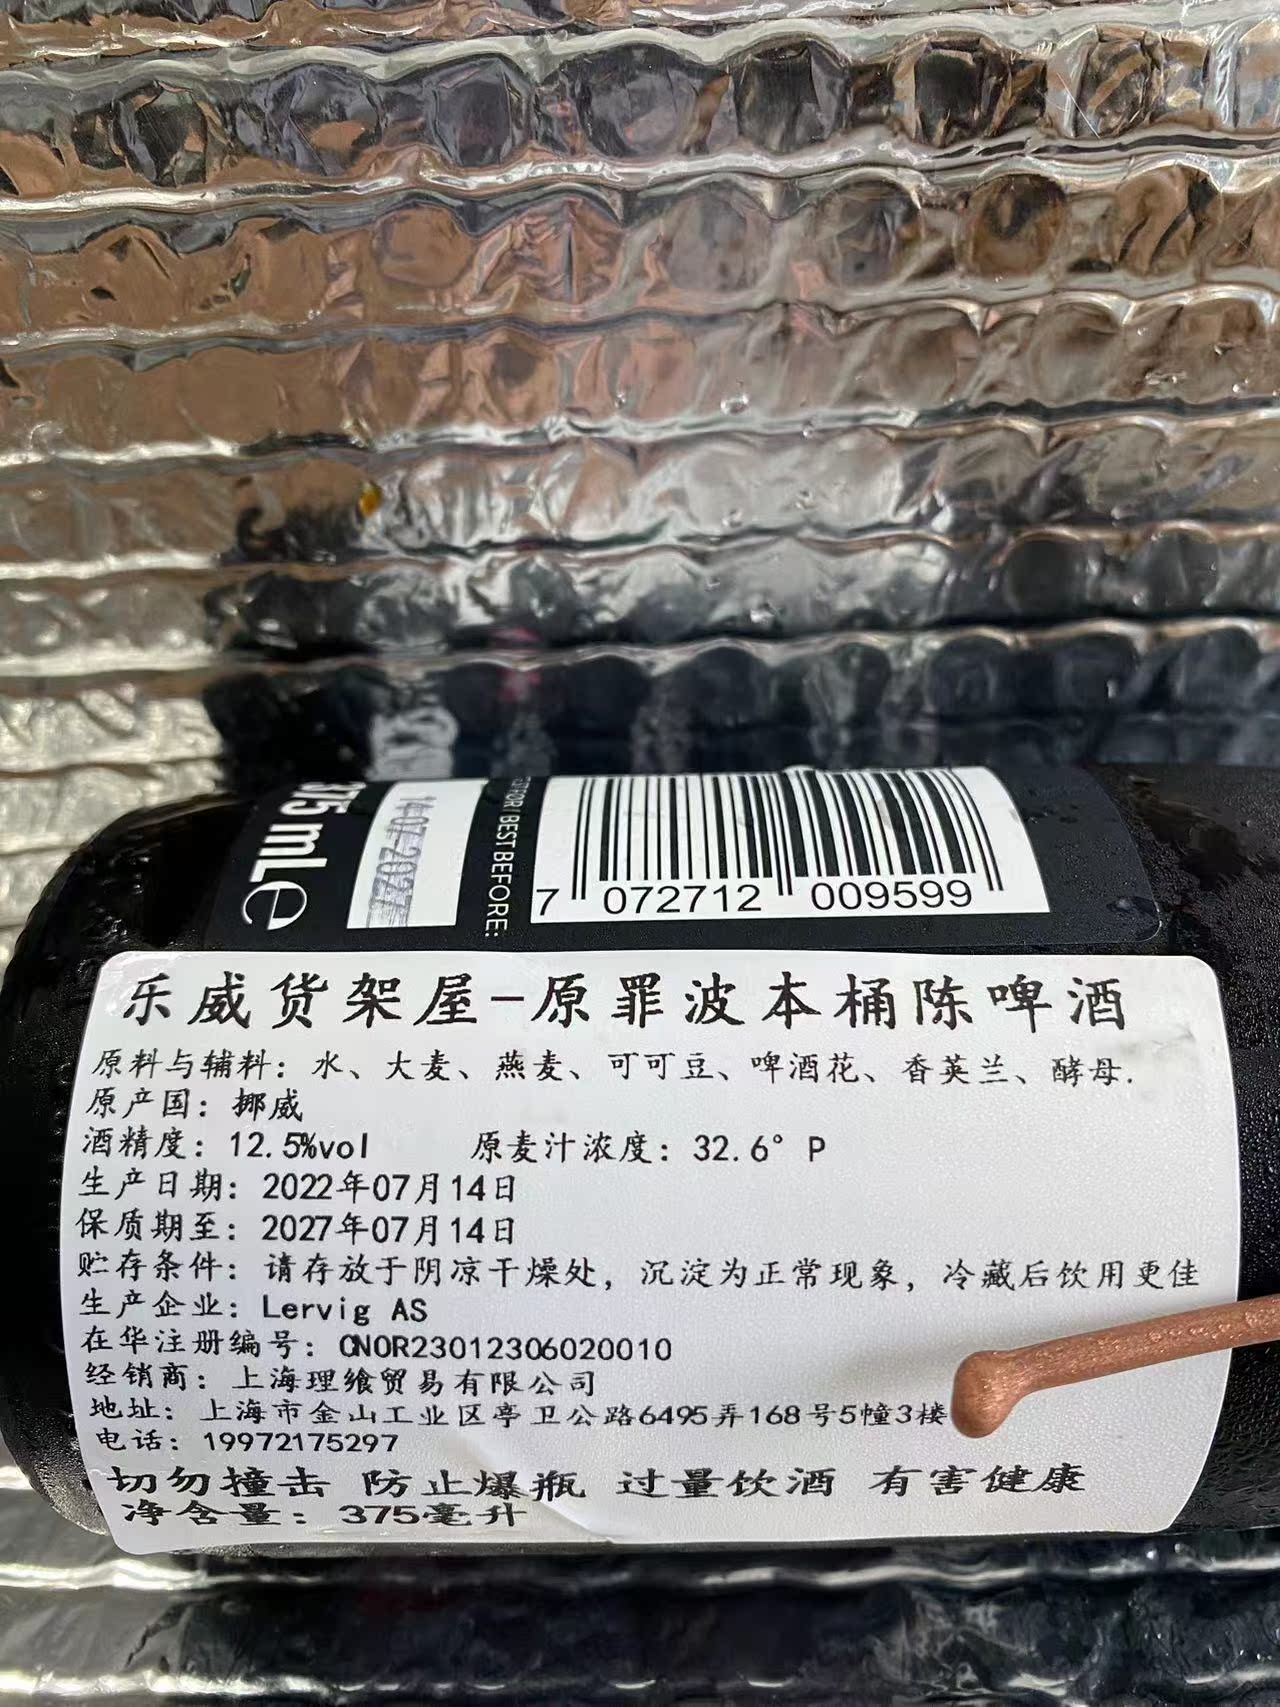 375 mL e
14-07-2027
BEST BEFORE:
7 072712 009599
乐威货架屋-原罪波本桶陈啤酒
原料与辅料：水、大麦、燕麦、可可豆、啤酒花、香荚兰、酵母.
原产国：挪威
酒精度：12.5%vol 原麦汁浓度：32.6° P
生产日期：2022年07月14日
保质期至：2027年07月14日
贮存条件：请存放于阴凉干燥处，沉淀为正常现象，冷藏后饮用更佳
生产企业：Lervig AS
在华注册编号：CNOR23012306020010
经销商：上海理飨贸易有限公司
地址：上海市金山工业区亭卫公路6495弄168号5幢3楼
电话：19972175297
切勿撞击 防止爆瓶 过量饮酒 有害健康
净含量：375毫升